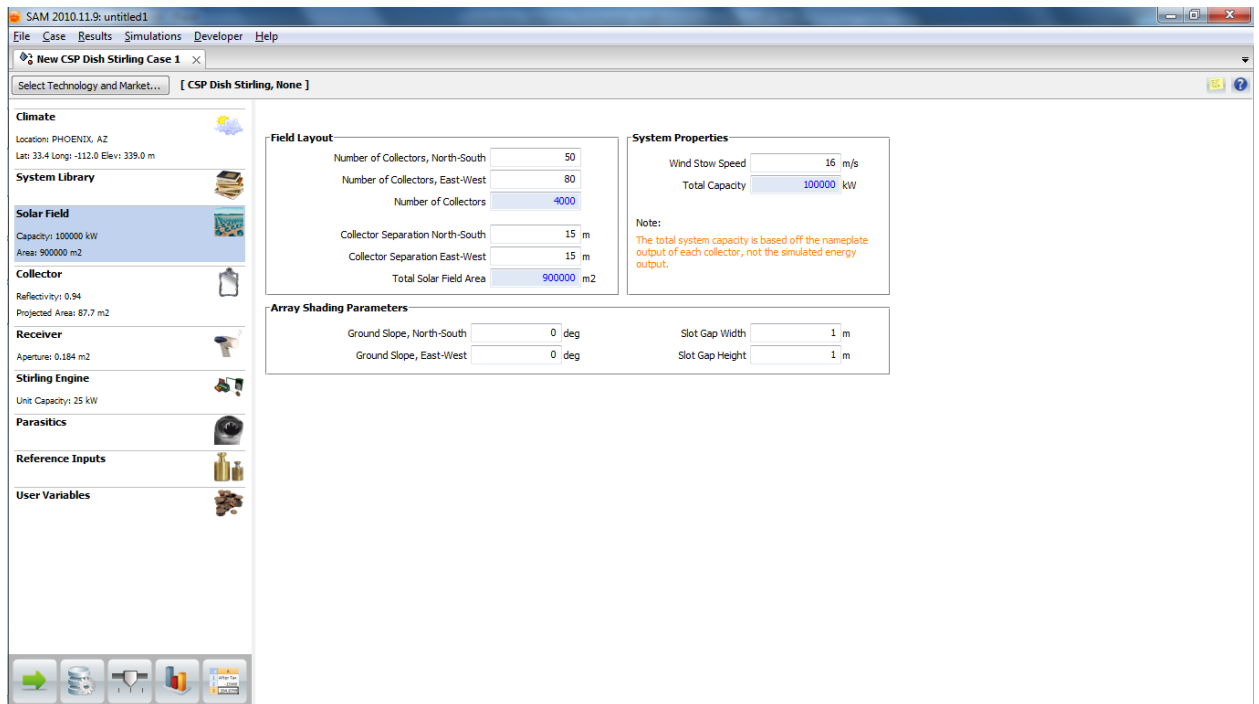 SAM 2010.11.9: untitled1
File Case Results Simulations Developer Help
New CSP Dish Stirling Case 1
Select Technology and Market... [ CSP Dish Stirling, None ]
Climate
Location: PHOENIX, AZ
Lat: 33.4 Long: -112.0 Elev: 339.0 m
System Library
Solar Field
Capacity: 100000 kW
Area: 900000 m2
Collector
Reflectivity: 0.94
Projected Area: 87.7 m2
Receiver
Aperture: 0.184 m2
Stirling Engine
Unit Capacity: 25 kW
Parasitics
Reference Inputs
User Variables
Field Layout
Number of Collectors, North-South 50
Number of Collectors, East-West 80
Number of Collectors 4000
Collector Separation North-South 15 m
Collector Separation East-West 15 m
Total Solar Field Area 900000 m2
System Properties
Wind Stow Speed 16 m/s
Total Capacity 100000 kW
Note:
The total system capacity is based off the nameplate
output of each collector, not the simulated energy
output.
Array Shading Parameters
Ground Slope, North-South 0 deg
Ground Slope, East-West 0 deg
Slot Gap Width 1 m
Slot Gap Height 1 m